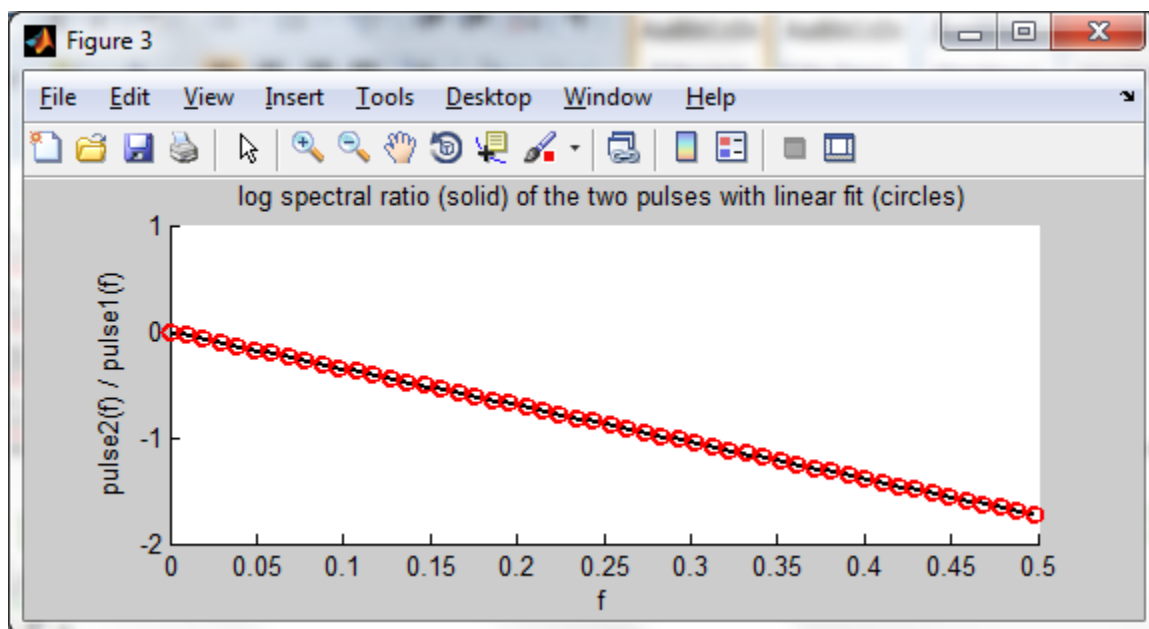 Figure 3
File Edit View Insert Tools Desktop Window Help
log spectral ratio (solid) of the two pulses with linear fit (circles)
pulse2(f) / pulse1(f)
1
0
-1
-2
0 0.05 0.1 0.15 0.2 0.25 0.3 0.35 0.4 0.45 0.5
f